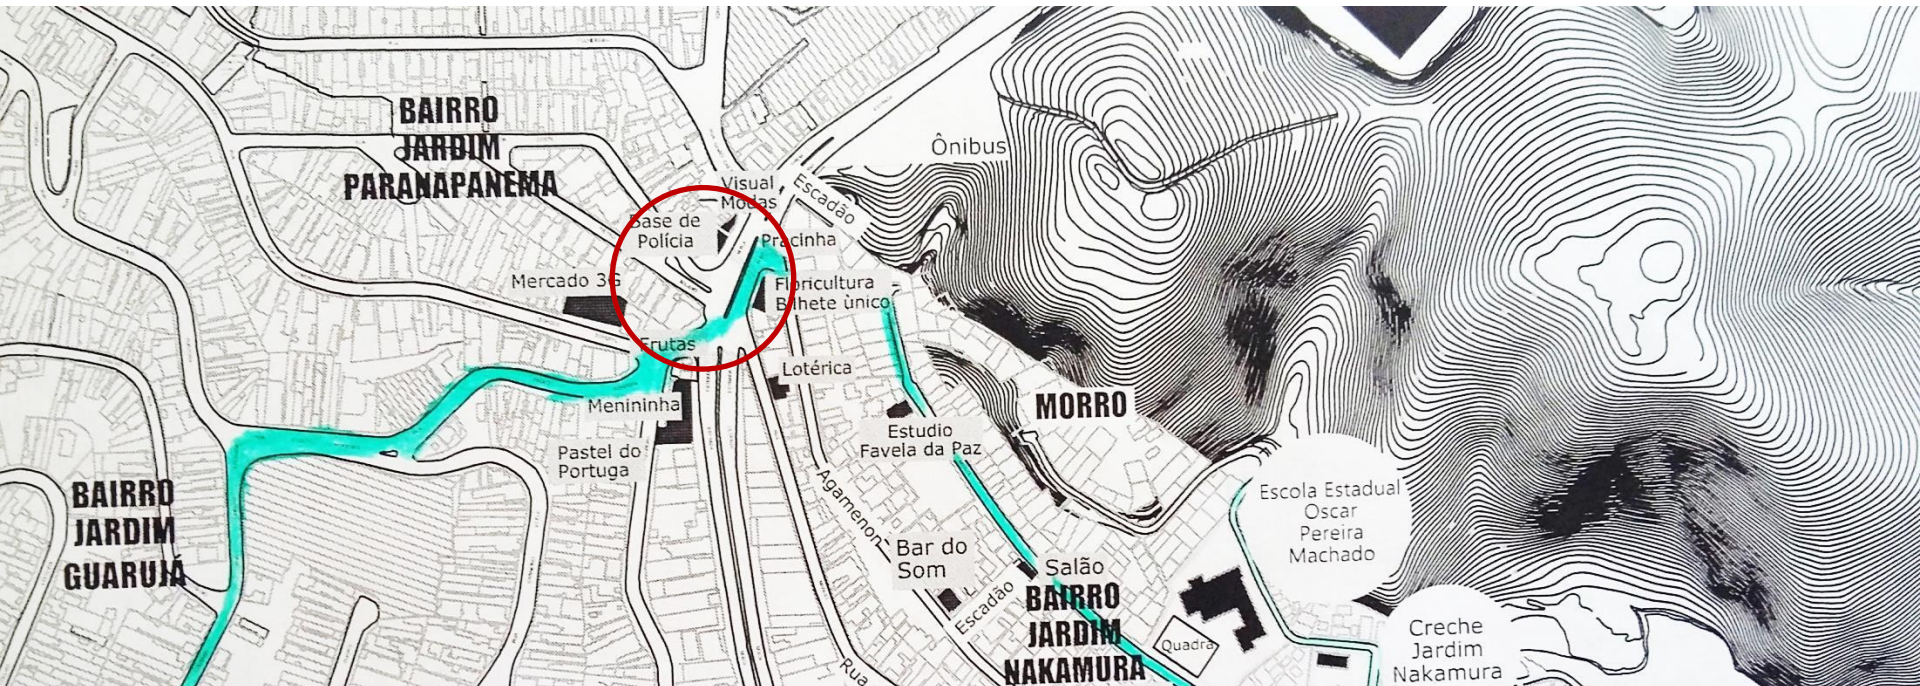 BAIRRO
JARDIM
PARANAPANEMA
Ônibus
Visual
Modas
Escadão
Base de
Polícia
Pracinha
Mercado 3G
Floricultura
Bilhete ùnico
Frutas
Lotérica
Menininha
MORRO
Estudio
Favela da Paz
Pastel do
Portuga
BAIRRO
JARDIM
GUARUJÁ
Agamenon
Escola Estadual
Oscar
Pereira
Machado
Bar do
Som
Salão
Escadão
BAIRRO
JARDIM
NAKAMURA
Quadra
Creche
Jardim
Nakamura
Rua